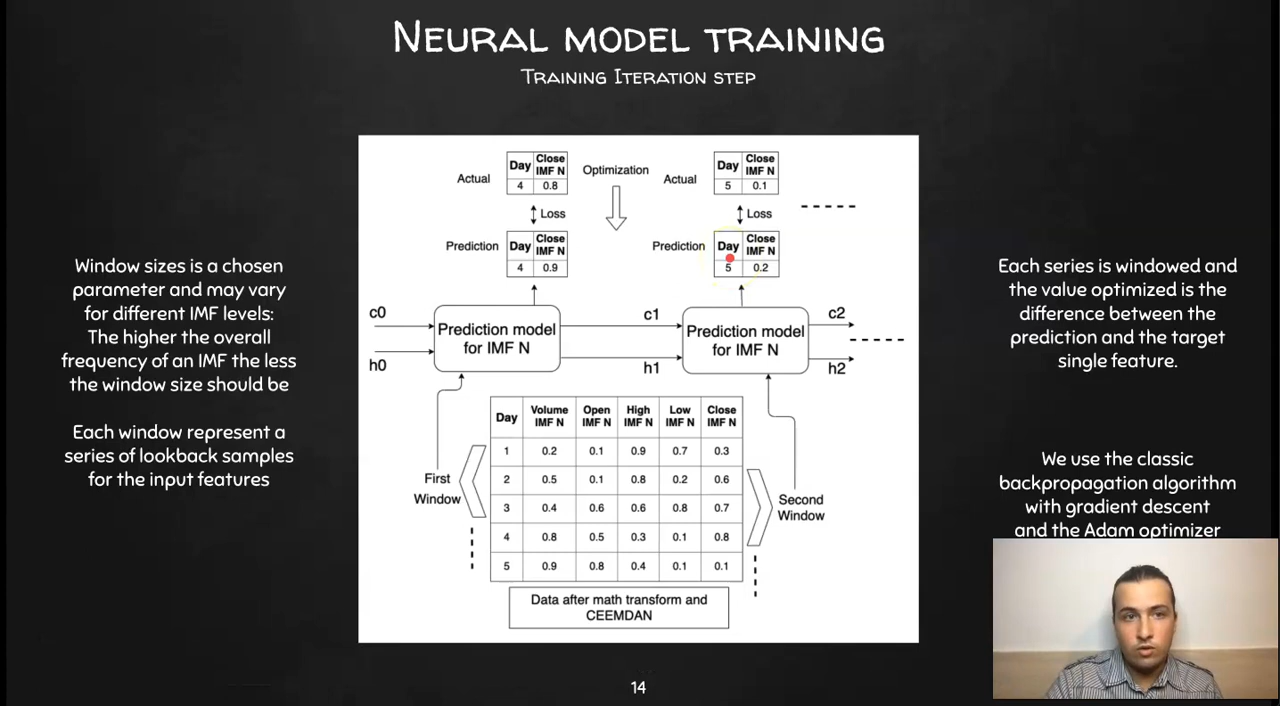 Neural model training
Training Iteration step
Window sizes is a chosen
parameter and may vary
for different IMF levels:
The higher the overall
frequency of an IMF the less
the window size should be
Each window represent a
series of lookback samples
for the input features
Actual
Day Close IMF N
4 0.8
Optimization
Actual
Day Close IMF N
5 0.1
Loss
Loss
Prediction
Day Close IMF N
4 0.9
Prediction
Day Close IMF N
5 0.2
c0
h0
Prediction model
for IMF N
c1
h1
Prediction model
for IMF N
c2
h2
First
Window
Day Volume IMF N Open IMF N High IMF N Low IMF N Close IMF N
1 0.2 0.1 0.9 0.7 0.3
2 0.5 0.1 0.8 0.2 0.6
3 0.4 0.6 0.6 0.8 0.7
4 0.8 0.5 0.3 0.1 0.8
5 0.9 0.8 0.4 0.1 0.1
Second
Window
Data after math transform and
CEEMDAN
Each series is windowed and
the value optimized is the
difference between the
prediction and the target
single feature.
We use the classic
backpropagation algorithm
with gradient descent
and the Adam optimizer
14